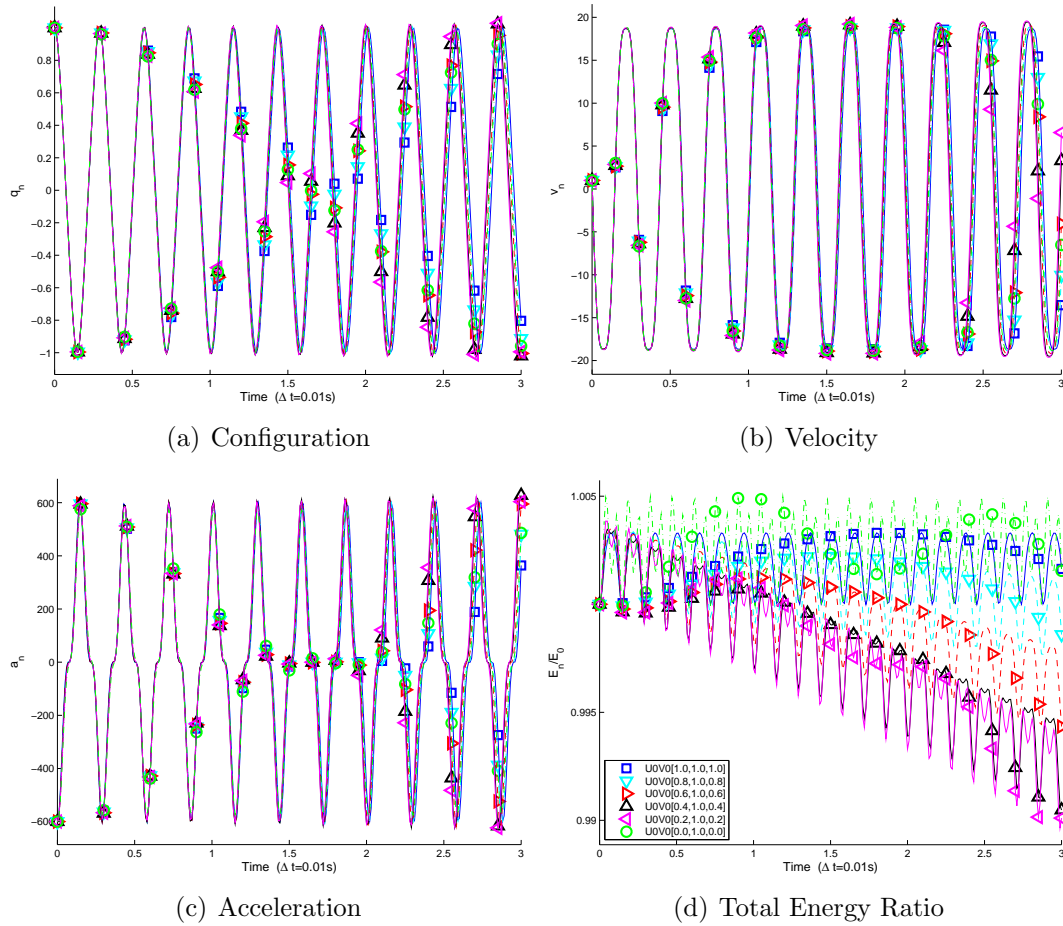 0.8
0.6
0.4
0.2
0
-0.2
-0.4
-0.6
-0.8
-1
q_n
0 0.5 1 1.5 2 2.5 3
Time (Δ t=0.01s)
(a) Configuration
20
15
10
5
0
−5
−10
−15
−20
v_n
0 0.5 1 1.5 2 2.5 3
Time (Δ t=0.01s)
(b) Velocity
600
400
200
0
−200
−400
−600
a_n
0 0.5 1 1.5 2 2.5 3
Time (Δ t=0.01s)
(c) Acceleration
1.005
1
0.995
0.99
E_n/E_0
U0V0[1.0,1.0,1.0]
U0V0[0.8,1.0,0.8]
U0V0[0.6,1.0,0.6]
U0V0[0.4,1.0,0.4]
U0V0[0.2,1.0,0.2]
U0V0[0.0,1.0,0.0]
0 0.5 1 1.5 2 2.5 3
Time (Δ t=0.01s)
(d) Total Energy Ratio